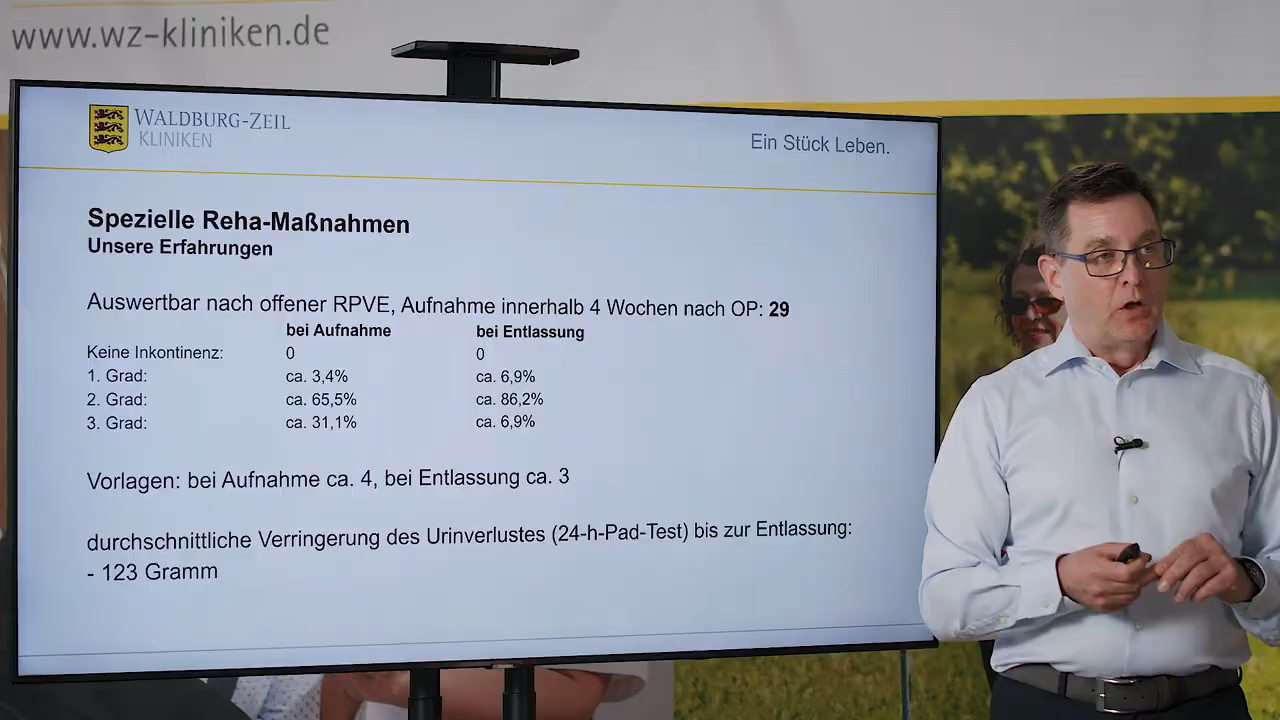 www.wz-kliniken.de
WALDBURG-ZEIL
KLINIKEN
Ein Stück Leben.
Spezielle Reha-Maßnahmen
Unsere Erfahrungen
Auswertbar nach offener RPVE, Aufnahme innerhalb 4 Wochen nach OP: 29
bei Aufnahme bei Entlassung
Keine Inkontinenz: 0 0
1. Grad: ca. 3,4% ca. 6,9%
2. Grad: ca. 65,5% ca. 86,2%
3. Grad: ca. 31,1% ca. 6,9%
Vorlagen: bei Aufnahme ca. 4, bei Entlassung ca. 3
durchschnittliche Verringerung des Urinverlustes (24-h-Pad-Test) bis zur Entlassung:
- 123 Gramm